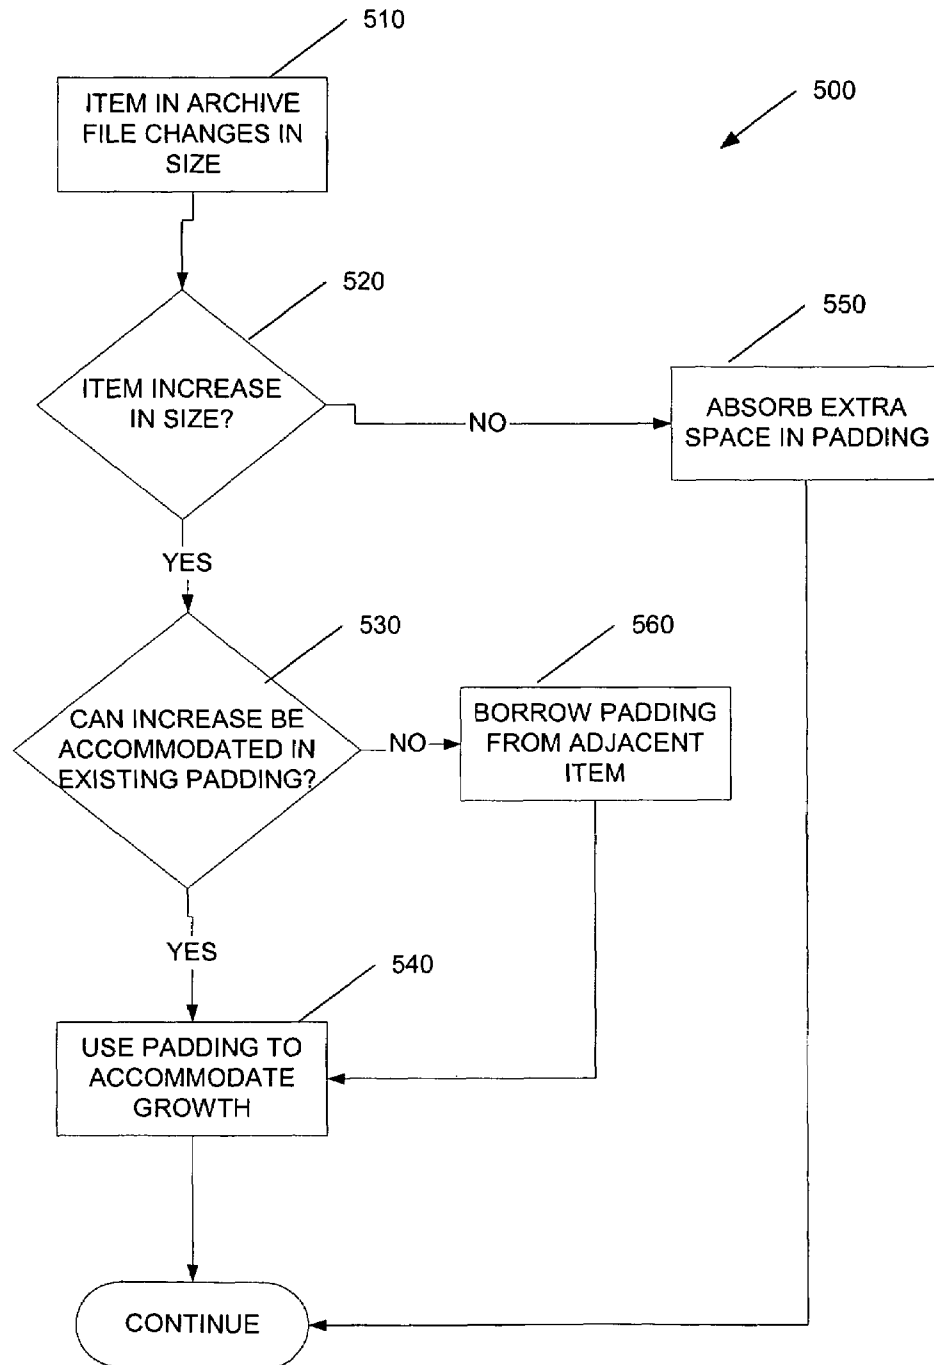 510
ITEM IN ARCHIVE
FILE CHANGES IN
SIZE
500
520
ITEM INCREASE
IN SIZE?
NO
550
ABSORB EXTRA
SPACE IN PADDING
YES
530
CAN INCREASE BE
ACCOMMODATED IN
EXISTING PADDING?
NO
560
BORROW PADDING
FROM ADJACENT
ITEM
YES
540
USE PADDING TO
ACCOMMODATE
GROWTH
CONTINUE